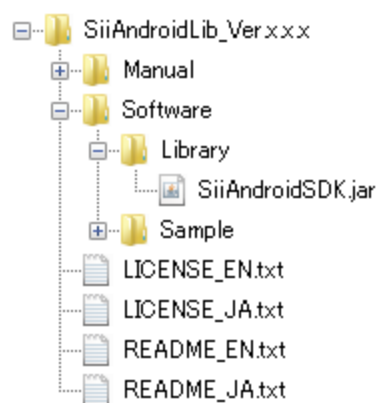 SiiAndroidLib_Ver.x.x.x
Manual
Software
Library
SiiAndroidSDK.jar
Sample
LICENSE_EN.txt
LICENSE_JA.txt
README_EN.txt
README_JA.txt